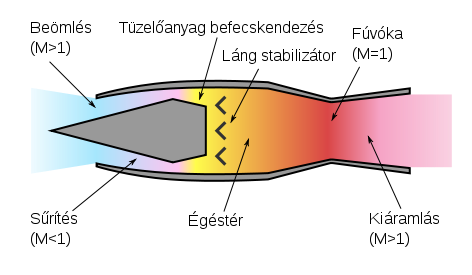 Beömlés
(M>1)
Tüzelőanyag befecskendezés
Láng stabilizátor
Fúvóka
(M=1)
Sűrítés
(M<1)
Égéstér
Kiáramlás
(M>1)